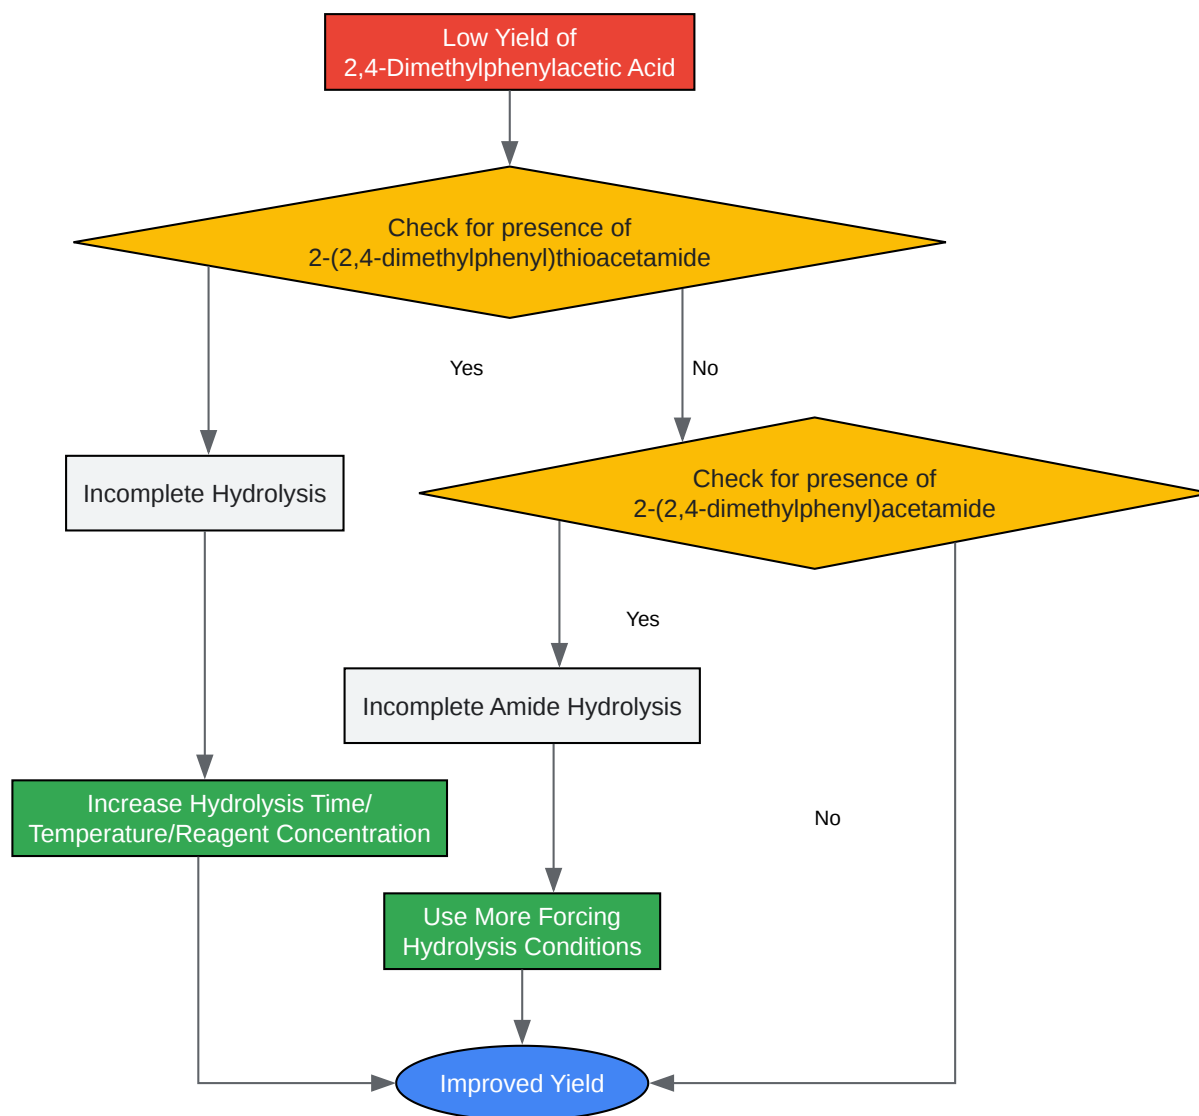 Low Yield of
2,4-Dimethylphenylacetic Acid
Check for presence of
2-(2,4-dimethylphenyl)thioacetamide
Yes
No
Incomplete Hydrolysis
Check for presence of
2-(2,4-dimethylphenyl)acetamide
Yes
Incomplete Amide Hydrolysis
Increase Hydrolysis Time/
Temperature/Reagent Concentration
No
Use More Forcing
Hydrolysis Conditions
Improved Yield